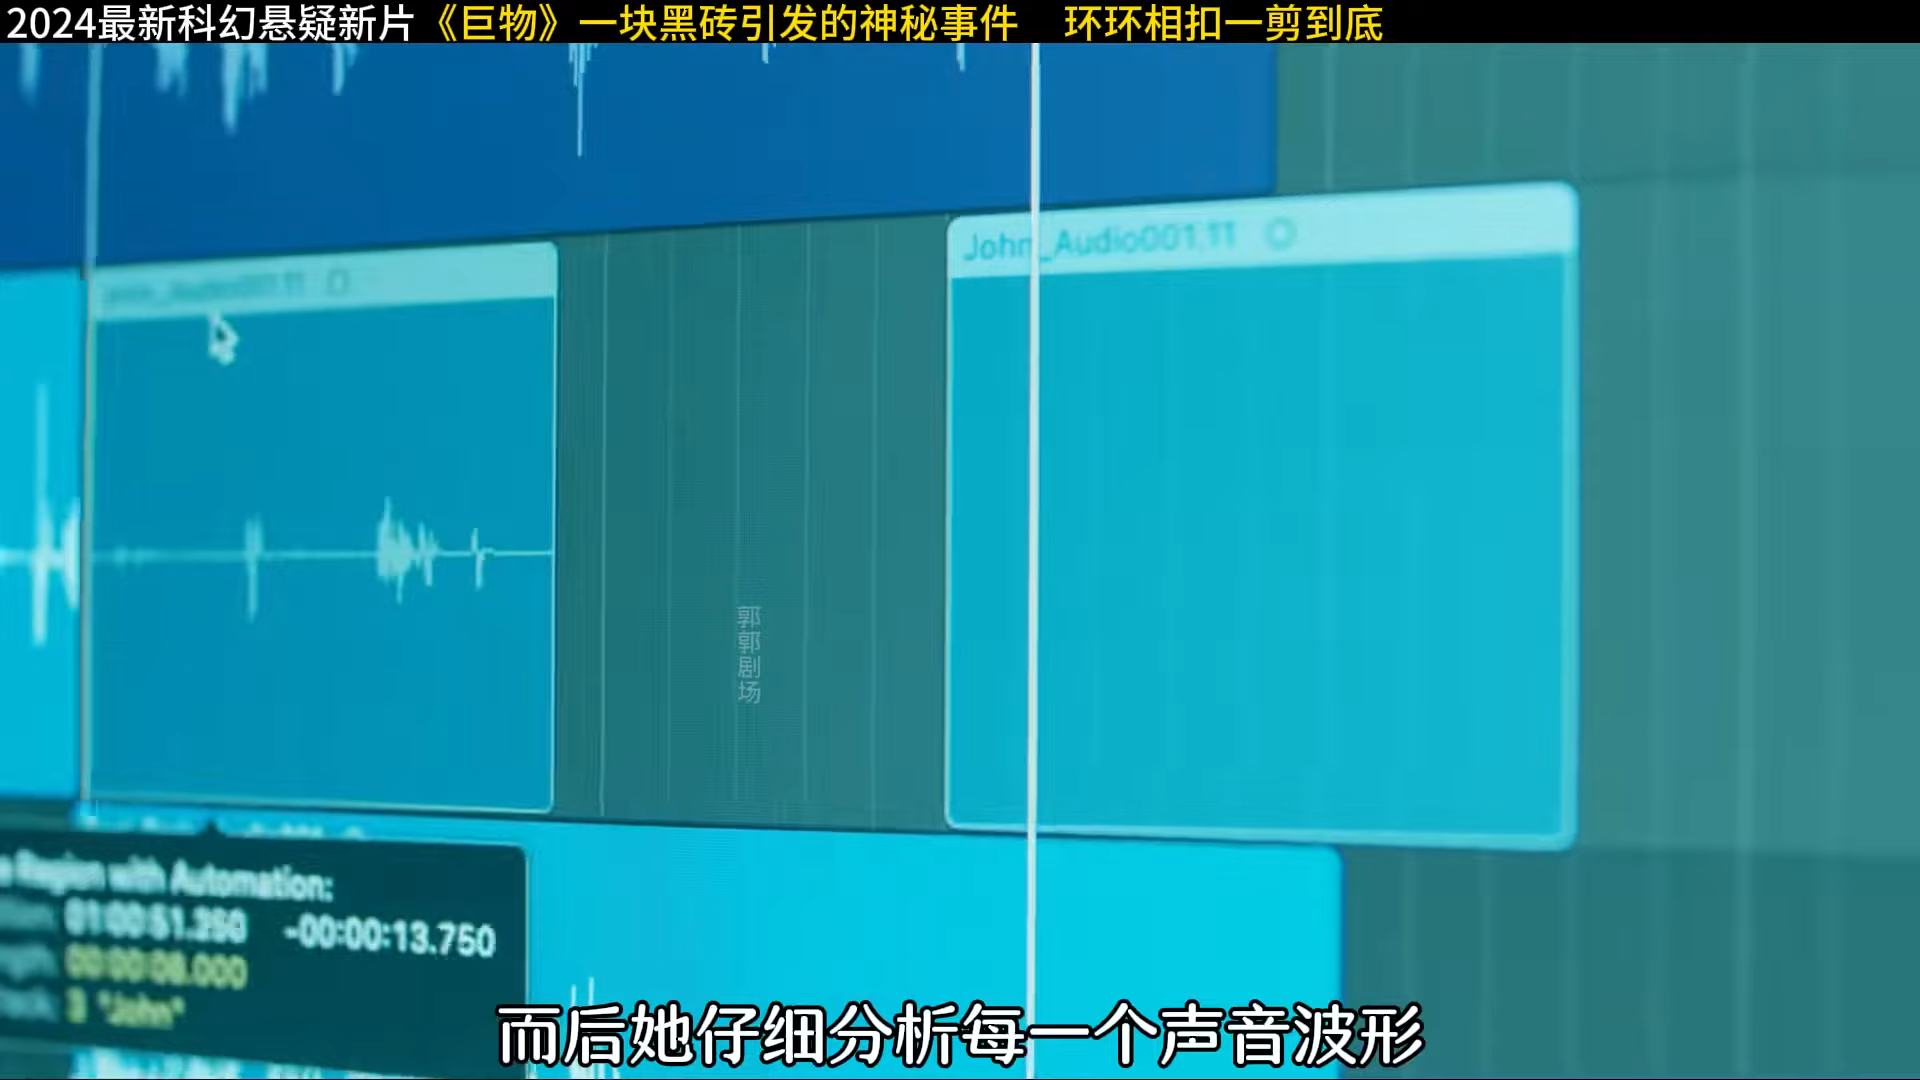 2024最新科幻悬疑新片《巨物》一块黑砖引发的神秘事件 环环相扣一剪到底
John_Audio001.11
John_Audio001.11
郭郭剧场
Region with Automation:
01:00:51.250 -00:00:13.750
00:00:08.000
3 "John"
而后她仔细分析每一个声音波形